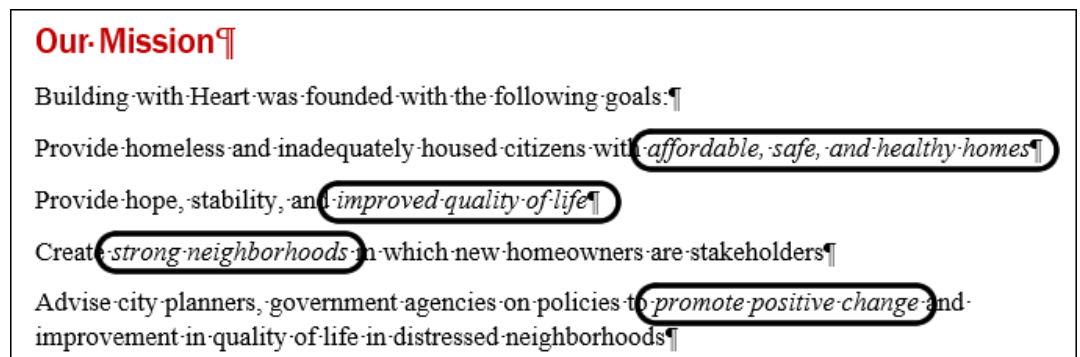 Our Mission¶
Building with Heart was founded with the following goals:¶
Provide homeless and inadequately housed citizens with affordable, safe, and healthy homes¶
Provide hope, stability, and improved quality of life¶
Create strong neighborhoods in which new homeowners are stakeholders¶
Advise city planners, government agencies on policies to promote positive change and
improvement in quality of life in distressed neighborhoods¶